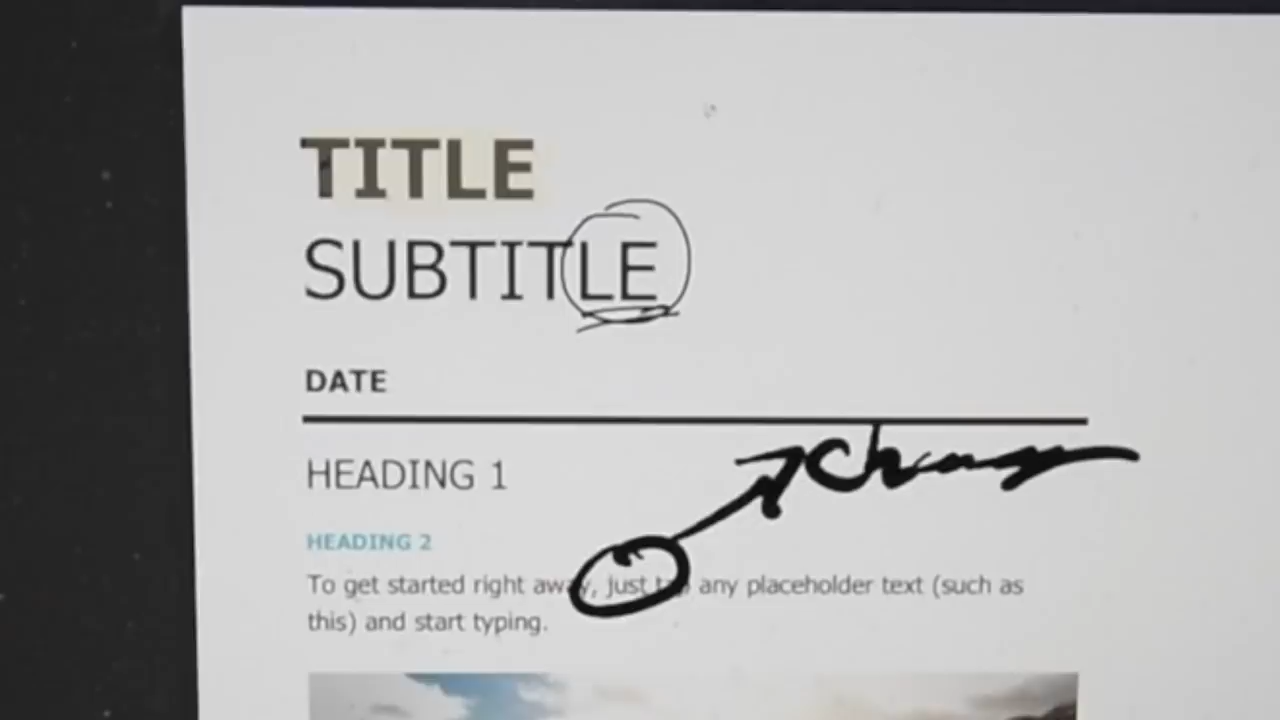 TITLE
SUBTITLE
DATE
HEADING 1
HEADING 2
To get started right away, just tap any placeholder text (such as
this) and start typing.